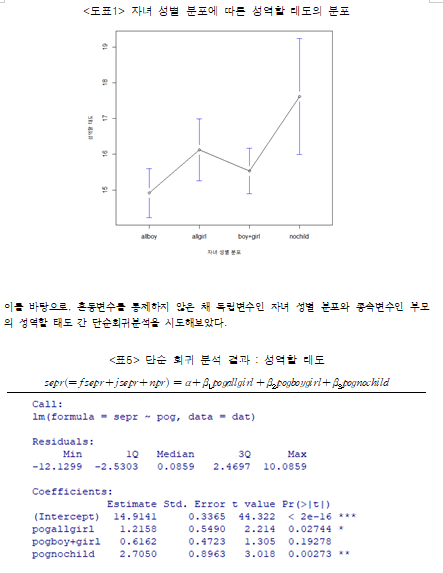 <도표1> 자녀 성별 분포에 따른 성역할 태도의 분포
성역할 태도
19
18
17
16
15
allboy allgirl boy+girl nochild
자녀 성별 분포
이를 바탕으로, 혼동변수를 통제하지 않은 채 독립변수인 자녀 성별 분포와 종속변수인 부모
의 성역할 태도 간 단순회귀분석을 시도해보았다.
<표6> 단순 회귀 분석 결과 : 성역할 태도
sepr(= fsepr + jsepr + npr) = α + β₁pogallgirl + β₂pogboygirl + β₃pognochild
Call:
lm(formula = sepr ~ pog, data = dat)
Residuals:
Min 1Q Median 3Q Max
-12.1299 -2.5303 0.0859 2.4697 10.0859
Coefficients:
Estimate Std. Error t value Pr(>|t|)
(Intercept) 14.9141 0.3365 44.322 < 2e-16 ***
pogallgirl 1.2158 0.5490 2.214 0.02744 *
pogboy+girl 0.6162 0.4723 1.305 0.19278
pognochild 2.7050 0.8963 3.018 0.00273 **